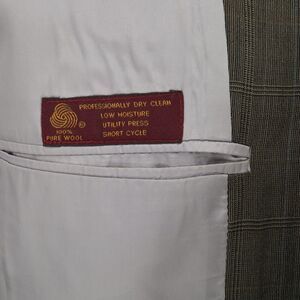 PROFESSIONALLY DRY CLEAN
LOW MOISTURE
UTILITY PRESS
SHORT CYCLE
®
100%
PURE WOOL